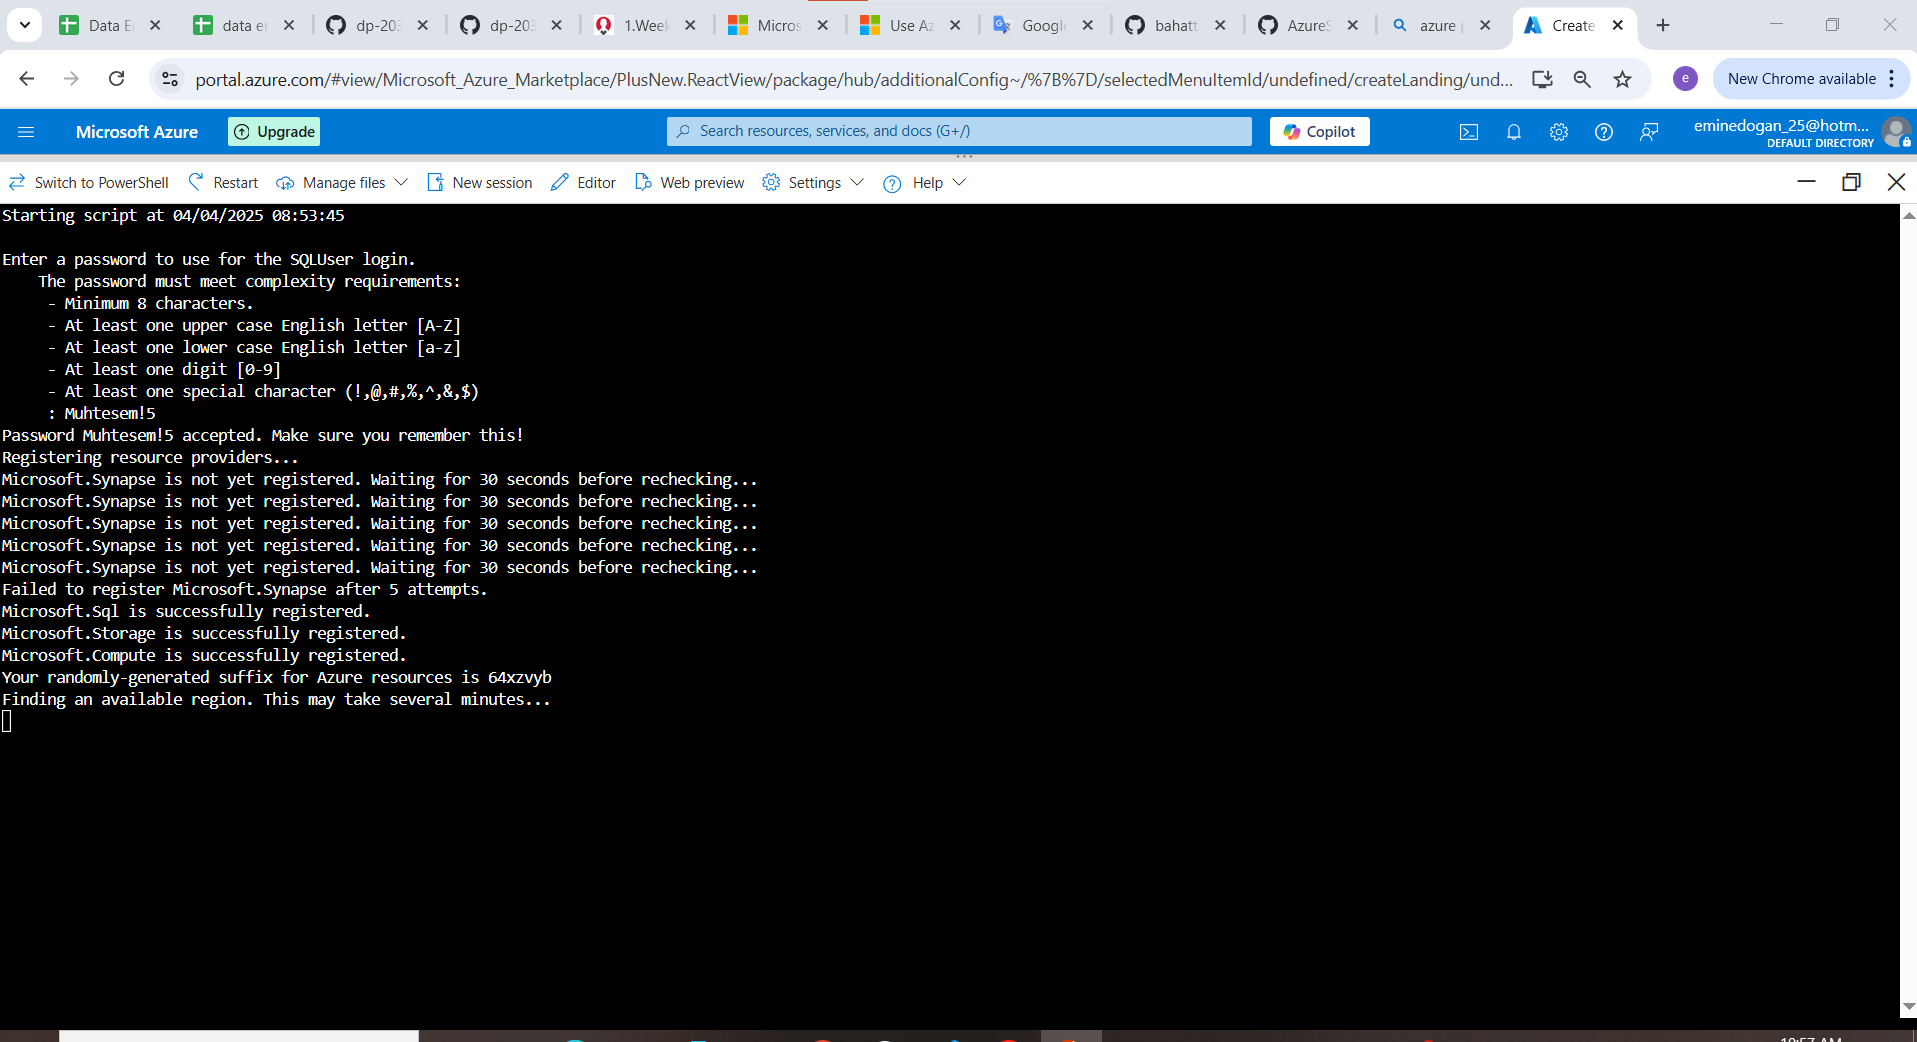 Data E
data e
dp-203
dp-203
1.Week
Micros
Use Az
Google
bahatt
AzureS
azure p
Create
portal.azure.com/#view/Microsoft_Azure_Marketplace/PlusNew.ReactView/package/hub/additionalConfig~/%7B%7D/selectedMenuItemId/undefined/createLanding/und...
e
New Chrome available
Microsoft Azure
Upgrade
Search resources, services, and docs (G+/)
Copilot
eminedogan_25@hotm...
DEFAULT DIRECTORY
Switch to PowerShell
Restart
Manage files
New session
Editor
Web preview
Settings
Help
Starting script at 04/04/2025 08:53:45
Enter a password to use for the SQLUser login.
The password must meet complexity requirements:
- Minimum 8 characters.
- At least one upper case English letter [A-Z]
- At least one lower case English letter [a-z]
- At least one digit [0-9]
- At least one special character (!,@,#,%,^,&,$)
: Muhtesem!5
Password Muhtesem!5 accepted. Make sure you remember this!
Registering resource providers...
Microsoft.Synapse is not yet registered. Waiting for 30 seconds before rechecking...
Microsoft.Synapse is not yet registered. Waiting for 30 seconds before rechecking...
Microsoft.Synapse is not yet registered. Waiting for 30 seconds before rechecking...
Microsoft.Synapse is not yet registered. Waiting for 30 seconds before rechecking...
Microsoft.Synapse is not yet registered. Waiting for 30 seconds before rechecking...
Failed to register Microsoft.Synapse after 5 attempts.
Microsoft.Sql is successfully registered.
Microsoft.Storage is successfully registered.
Microsoft.Compute is successfully registered.
Your randomly-generated suffix for Azure resources is 64xzvyb
Finding an available region. This may take several minutes...